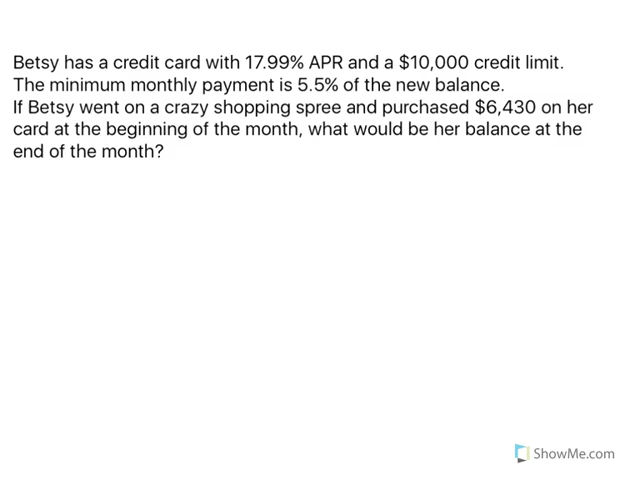 Betsy has a credit card with 17.99% APR and a $10,000 credit limit.
The minimum monthly payment is 5.5% of the new balance.
If Betsy went on a crazy shopping spree and purchased $6,430 on her
card at the beginning of the month, what would be her balance at the
end of the month?
ShowMe.com